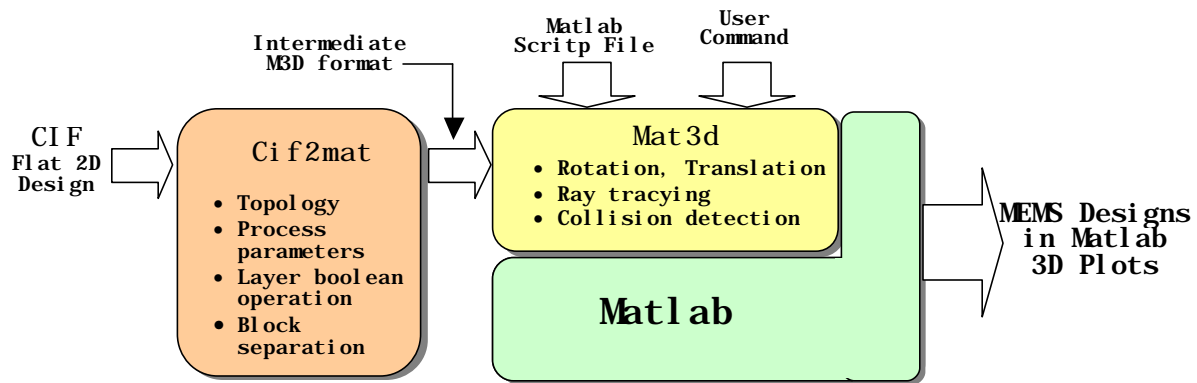 CIF
Flat 2D
Design
Cif2mat
• Topology
• Process
parameters
• Layer boolean
operation
• Block
separation
Intermediate
M3D format
Matlab
Scritp File
User
Command
Mat3d
• Rotation, Translation
• Ray tracying
• Collision detection
Matlab
MEMS Designs
in Matlab
3D Plots